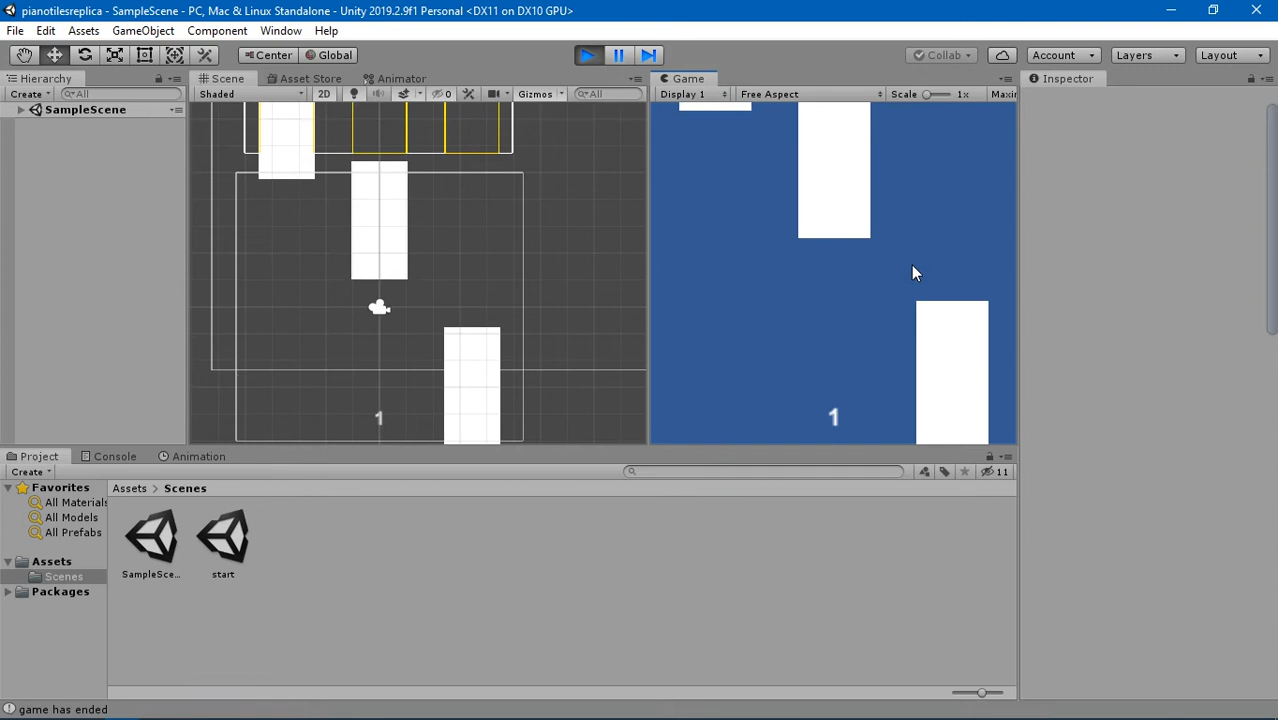 pianotilesreplica - SampleScene - PC, Mac & Linux Standalone - Unity 2019.2.9f1 Personal <DX11 on DX10 GPU>
File Edit Assets GameObject Component Window Help
Center Global Collab Account Layers Layout
Hierarchy Scene Asset Store Animator Game Inspector
Create All Shaded 2D 0 Gizmos All Display 1 Free Aspect Scale 1x Maxi
SampleScene
1
1
Project Console Animation
Create 11
Favorites
All Materials
All Models
All Prefabs
Assets
Scenes
Packages
Assets > Scenes
SampleSce...
start
game has ended